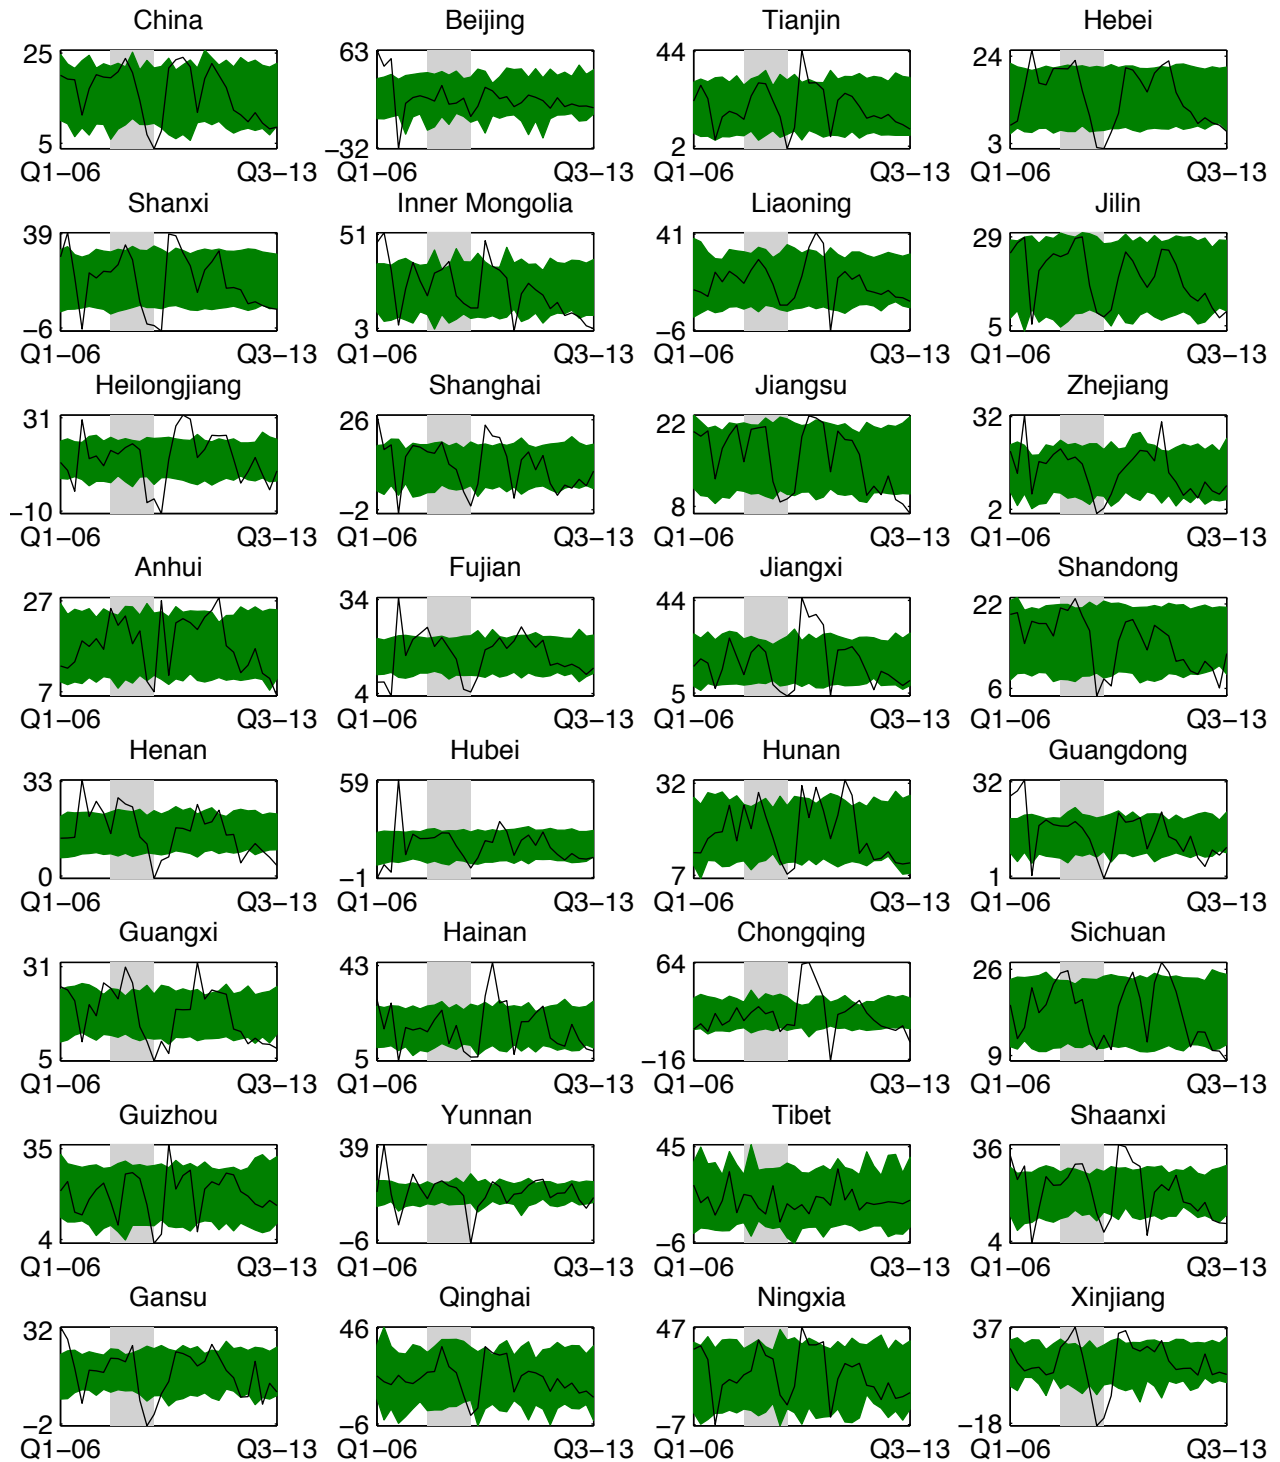 China Beijing Tianjin Hebei
25 63 44 24
5 −32 2 3
Q1−06 Q3−13 Q1−06 Q3−13 Q1−06 Q3−13 Q1−06 Q3−13
Shanxi Inner Mongolia Liaoning Jilin
39 51 41 29
−6 3 −6 5
Q1−06 Q3−13 Q1−06 Q3−13 Q1−06 Q3−13 Q1−06 Q3−13
Heilongjiang Shanghai Jiangsu Zhejiang
31 26 22 32
−10 −2 8 2
Q1−06 Q3−13 Q1−06 Q3−13 Q1−06 Q3−13 Q1−06 Q3−13
Anhui Fujian Jiangxi Shandong
27 34 44 22
7 4 5 6
Q1−06 Q3−13 Q1−06 Q3−13 Q1−06 Q3−13 Q1−06 Q3−13
Henan Hubei Hunan Guangdong
33 59 32 32
0 −1 7 1
Q1−06 Q3−13 Q1−06 Q3−13 Q1−06 Q3−13 Q1−06 Q3−13
Guangxi Hainan Chongqing Sichuan
31 43 64 26
5 5 −16 9
Q1−06 Q3−13 Q1−06 Q3−13 Q1−06 Q3−13 Q1−06 Q3−13
Guizhou Yunnan Tibet Shaanxi
35 39 45 36
4 −6 −6 4
Q1−06 Q3−13 Q1−06 Q3−13 Q1−06 Q3−13 Q1−06 Q3−13
Gansu Qinghai Ningxia Xinjiang
32 46 47 37
−2 −6 −7 −18
Q1−06 Q3−13 Q1−06 Q3−13 Q1−06 Q3−13 Q1−06 Q3−13